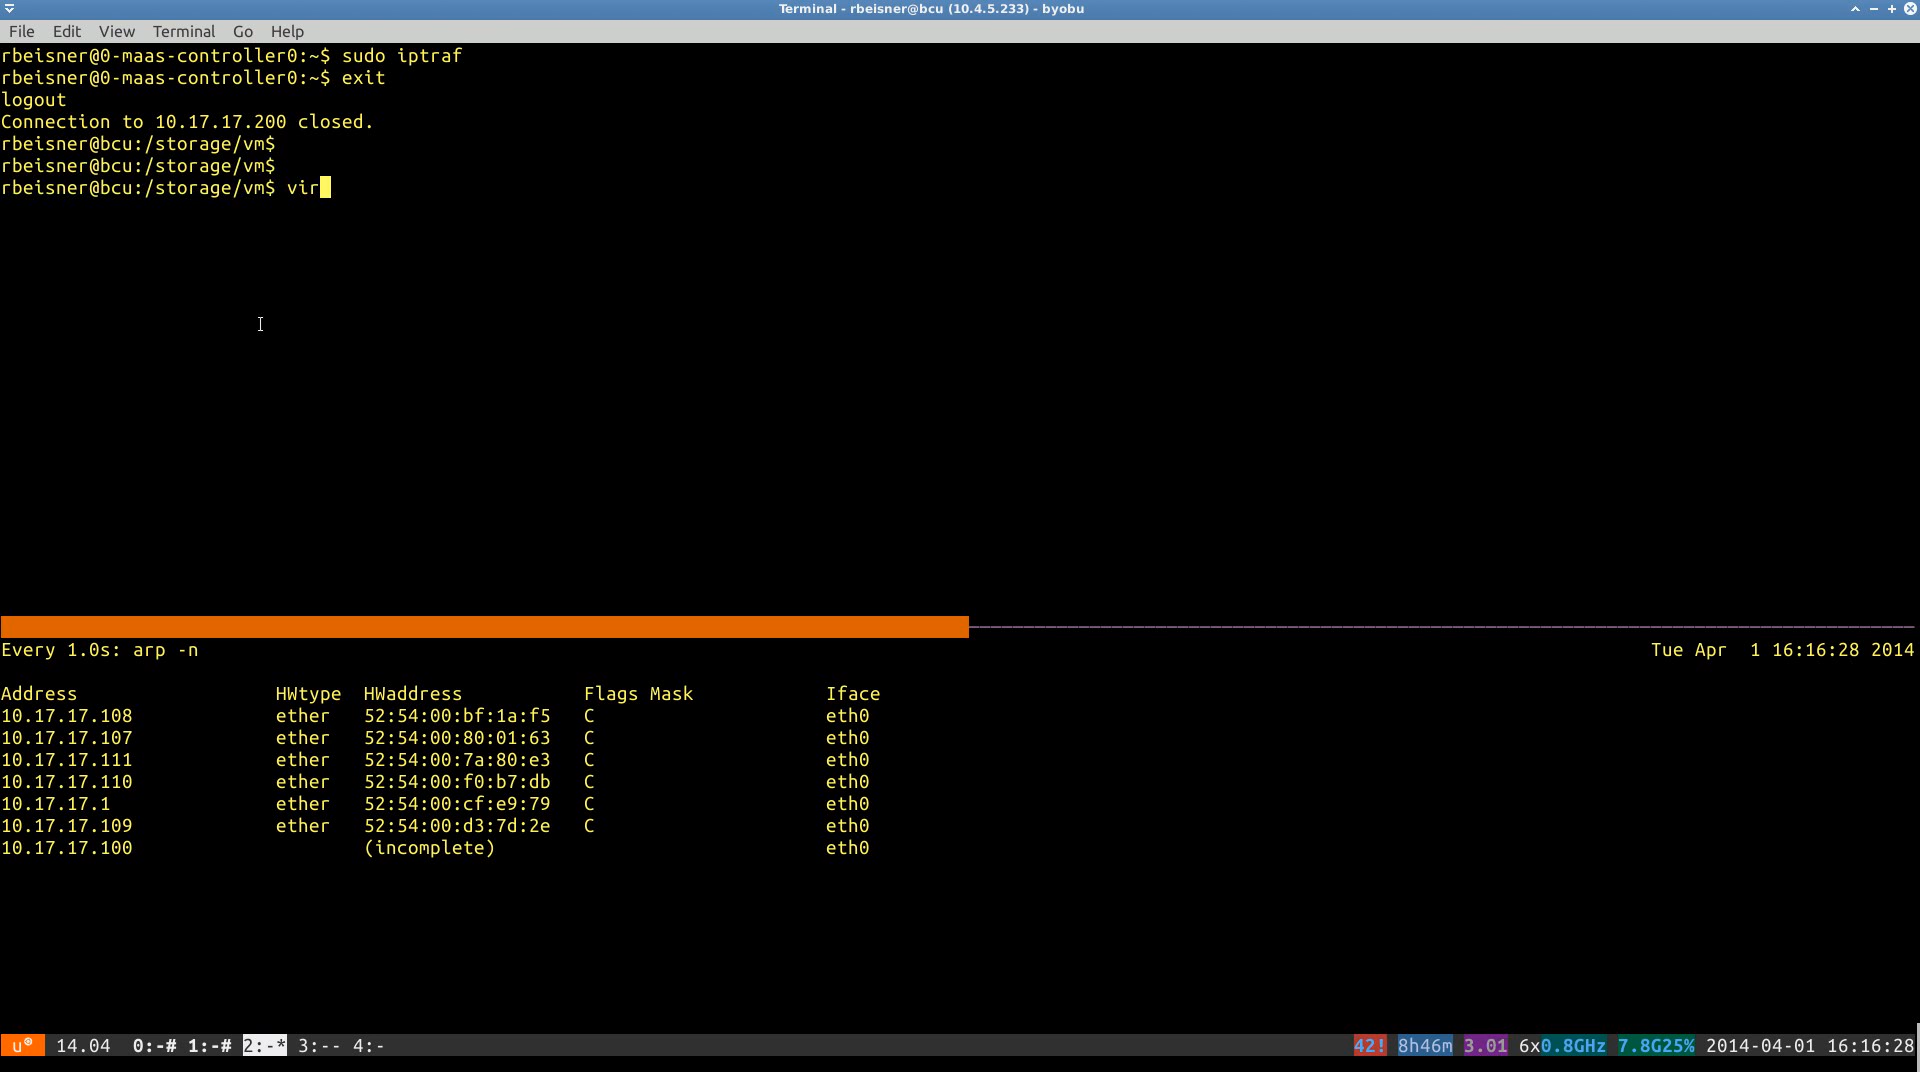 Terminal - rbeisner@bcu (10.4.5.233) - byobu
File Edit View Terminal Go Help
rbeisner@0-maas-controller0:~$ sudo iptraf
rbeisner@0-maas-controller0:~$ exit
logout
Connection to 10.17.17.200 closed.
rbeisner@bcu:/storage/vm$
rbeisner@bcu:/storage/vm$
rbeisner@bcu:/storage/vm$ vir
Every 1.0s: arp -n Tue Apr  1 16:16:28 2014
Address HWtype HWaddress Flags Mask Iface
10.17.17.108 ether 52:54:00:bf:1a:f5 C eth0
10.17.17.107 ether 52:54:00:80:01:63 C eth0
10.17.17.111 ether 52:54:00:7a:80:e3 C eth0
10.17.17.110 ether 52:54:00:f0:b7:db C eth0
10.17.17.1 ether 52:54:00:cf:e9:79 C eth0
10.17.17.109 ether 52:54:00:d3:7d:2e C eth0
10.17.17.100 (incomplete) eth0
u® 14.04 0:-# 1:-# 2:-* 3:-- 4:- 42! 8h46m 3.01 6x0.8GHz 7.8G25% 2014-04-01 16:16:28